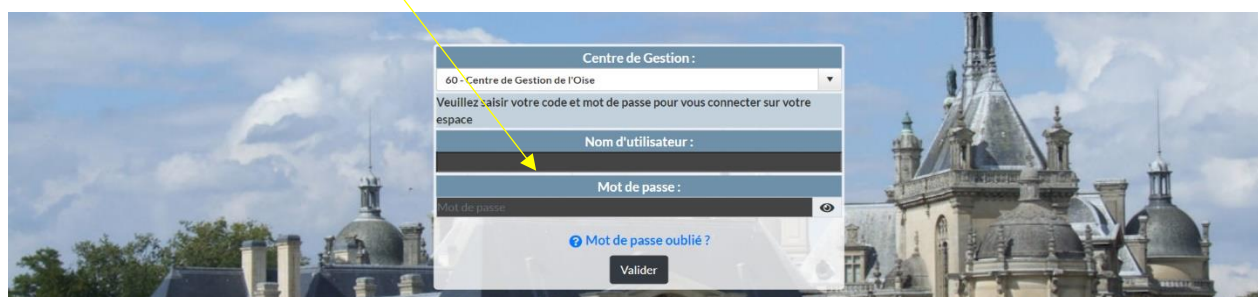 Centre de Gestion :
60 - Centre de Gestion de l'Oise
Veuillez saisir votre code et mot de passe pour vous connecter sur votre
espace
Nom d'utilisateur :
Mot de passe :
Mot de passe
Mot de passe oublié ?
Valider